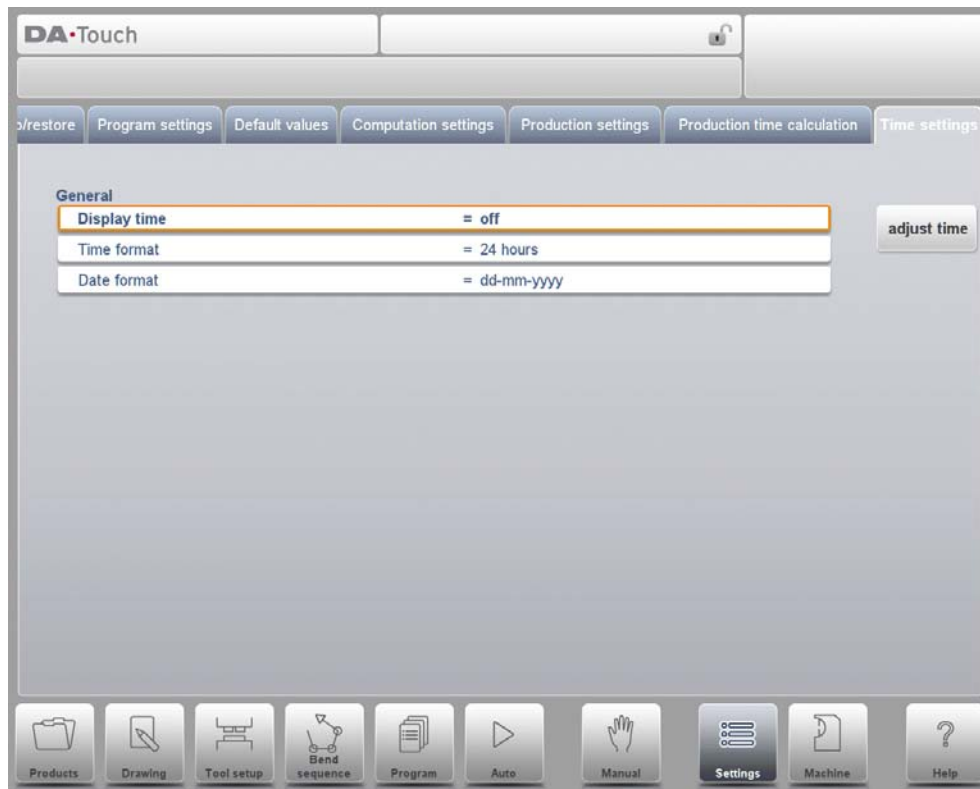 DA•Touch
p/restore Program settings Default values Computation settings Production settings Production time calculation Time settings
General
Display time = off
adjust time
Time format = 24 hours
Date format = dd-mm-yyyy
Products Drawing Tool setup Bend sequence Program Auto Manual Settings Machine Help